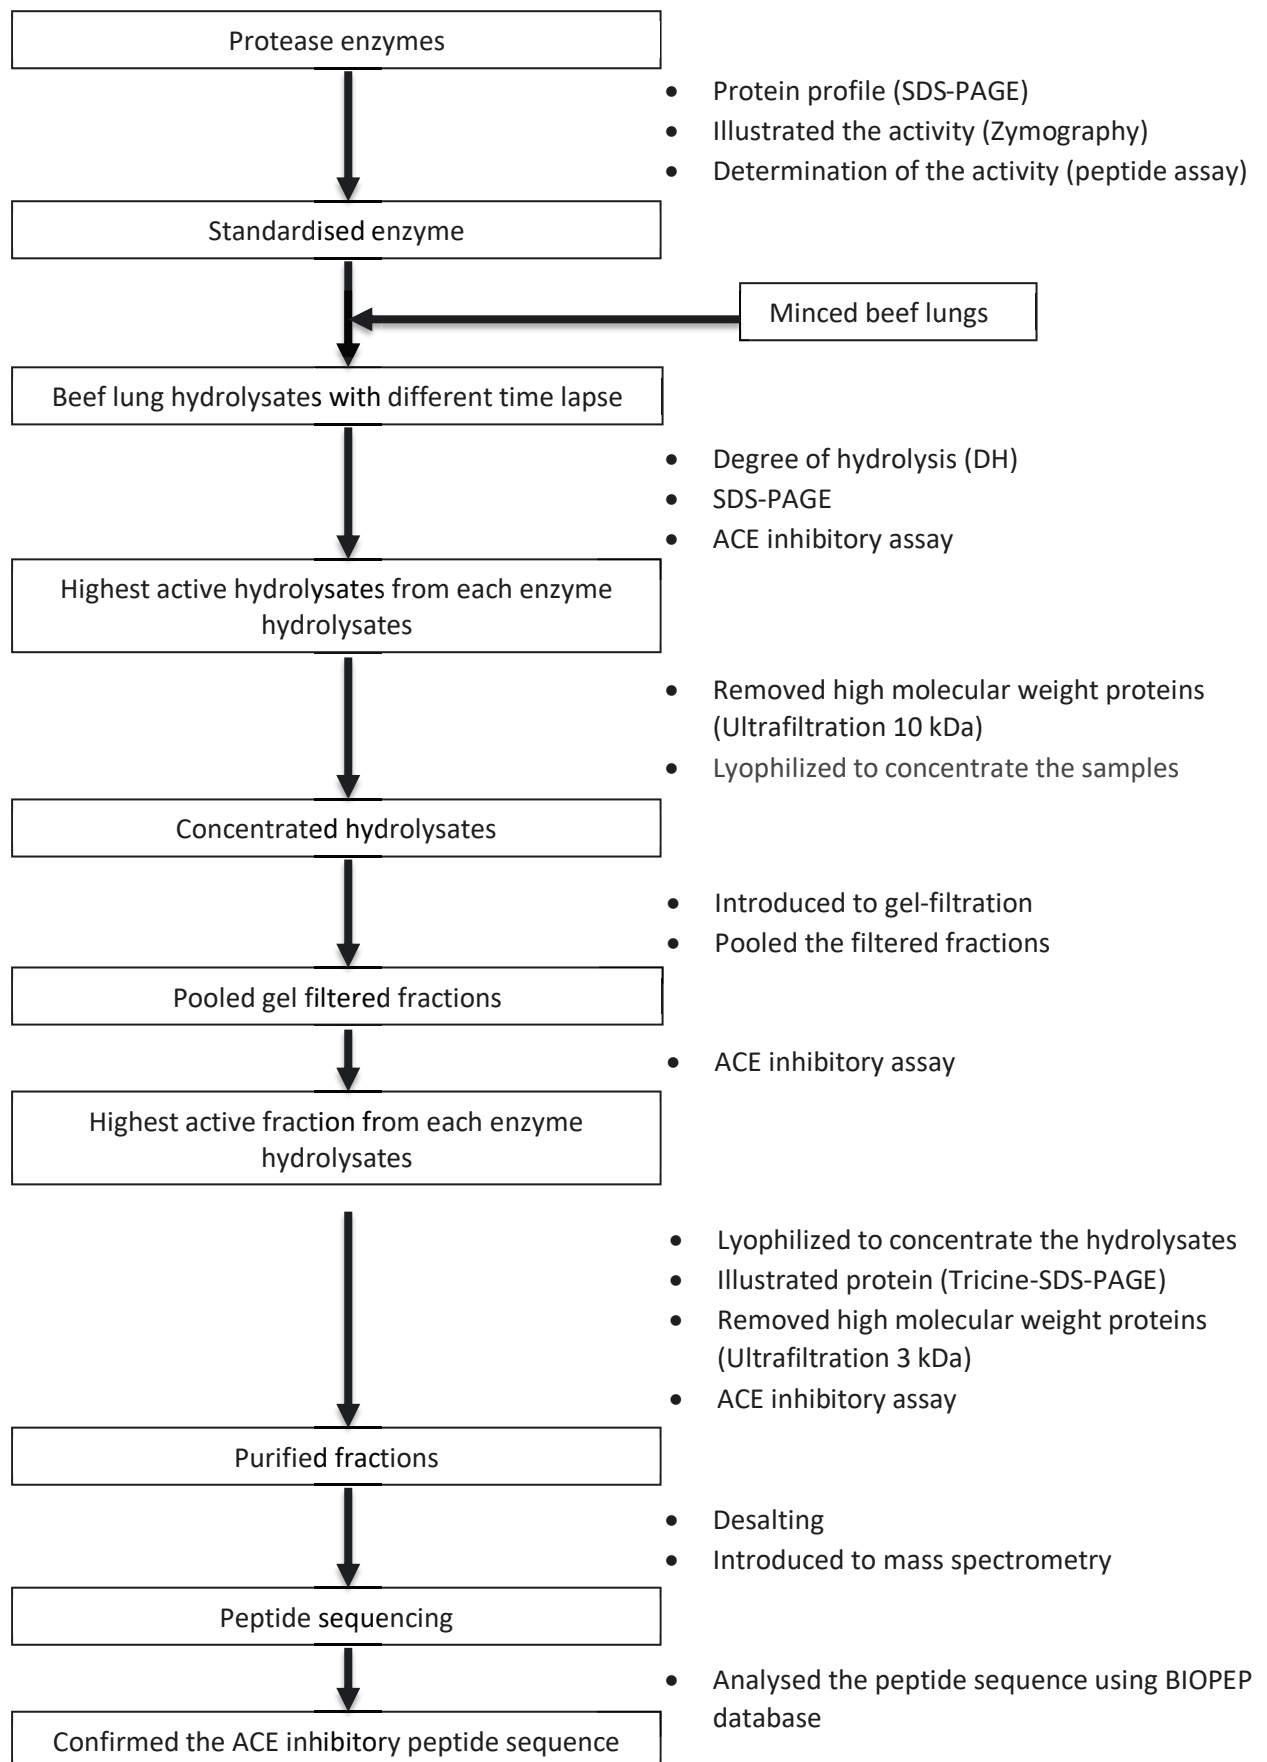 Protease enzymes
• Protein profile (SDS-PAGE)
• Illustrated the activity (Zymography)
• Determination of the activity (peptide assay)
Standardised enzyme
Minced beef lungs
Beef lung hydrolysates with different time lapse
• Degree of hydrolysis (DH)
• SDS-PAGE
• ACE inhibitory assay
Highest active hydrolysates from each enzyme
hydrolysates
• Removed high molecular weight proteins
(Ultrafiltration 10 kDa)
• Lyophilized to concentrate the samples
Concentrated hydrolysates
• Introduced to gel-filtration
• Pooled the filtered fractions
Pooled gel filtered fractions
• ACE inhibitory assay
Highest active fraction from each enzyme
hydrolysates
• Lyophilized to concentrate the hydrolysates
• Illustrated protein (Tricine-SDS-PAGE)
• Removed high molecular weight proteins
(Ultrafiltration 3 kDa)
• ACE inhibitory assay
Purified fractions
• Desalting
• Introduced to mass spectrometry
Peptide sequencing
• Analysed the peptide sequence using BIOPEP
database
Confirmed the ACE inhibitory peptide sequence